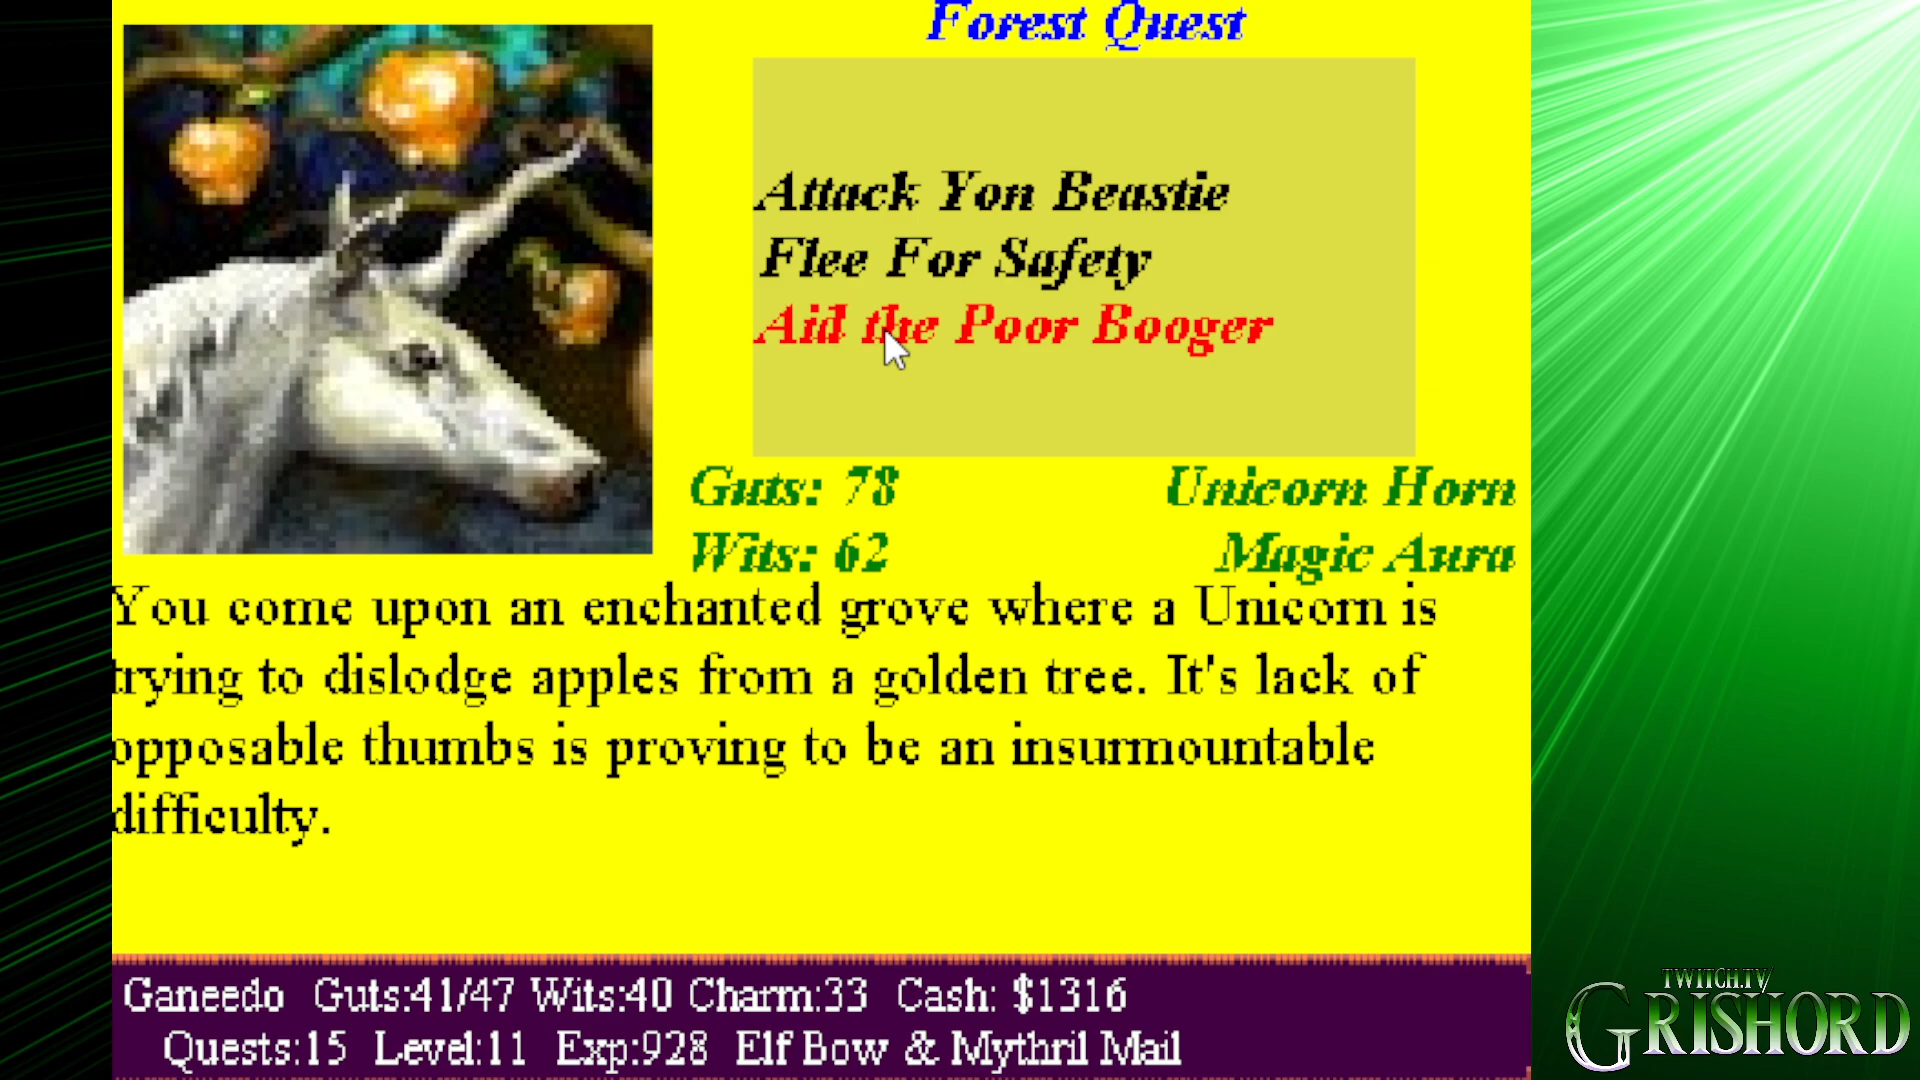 Forest Quest
Attack Yon Beastie
Flee For Safety
Aid the Poor Booger
Guts: 78
Unicorn Horn
Wits: 62
Magic Aura
You come upon an enchanted grove where a Unicorn is
trying to dislodge apples from a golden tree. It's lack of
opposable thumbs is proving to be an insurmountable
difficulty.
Ganeedo Guts:41/47 Wits:40 Charm:33 Cash: $1316
Quests:15 Level:11 Exp:928 Elf Bow & Mythril Mail
TWITCH.TV/
GRISHORD